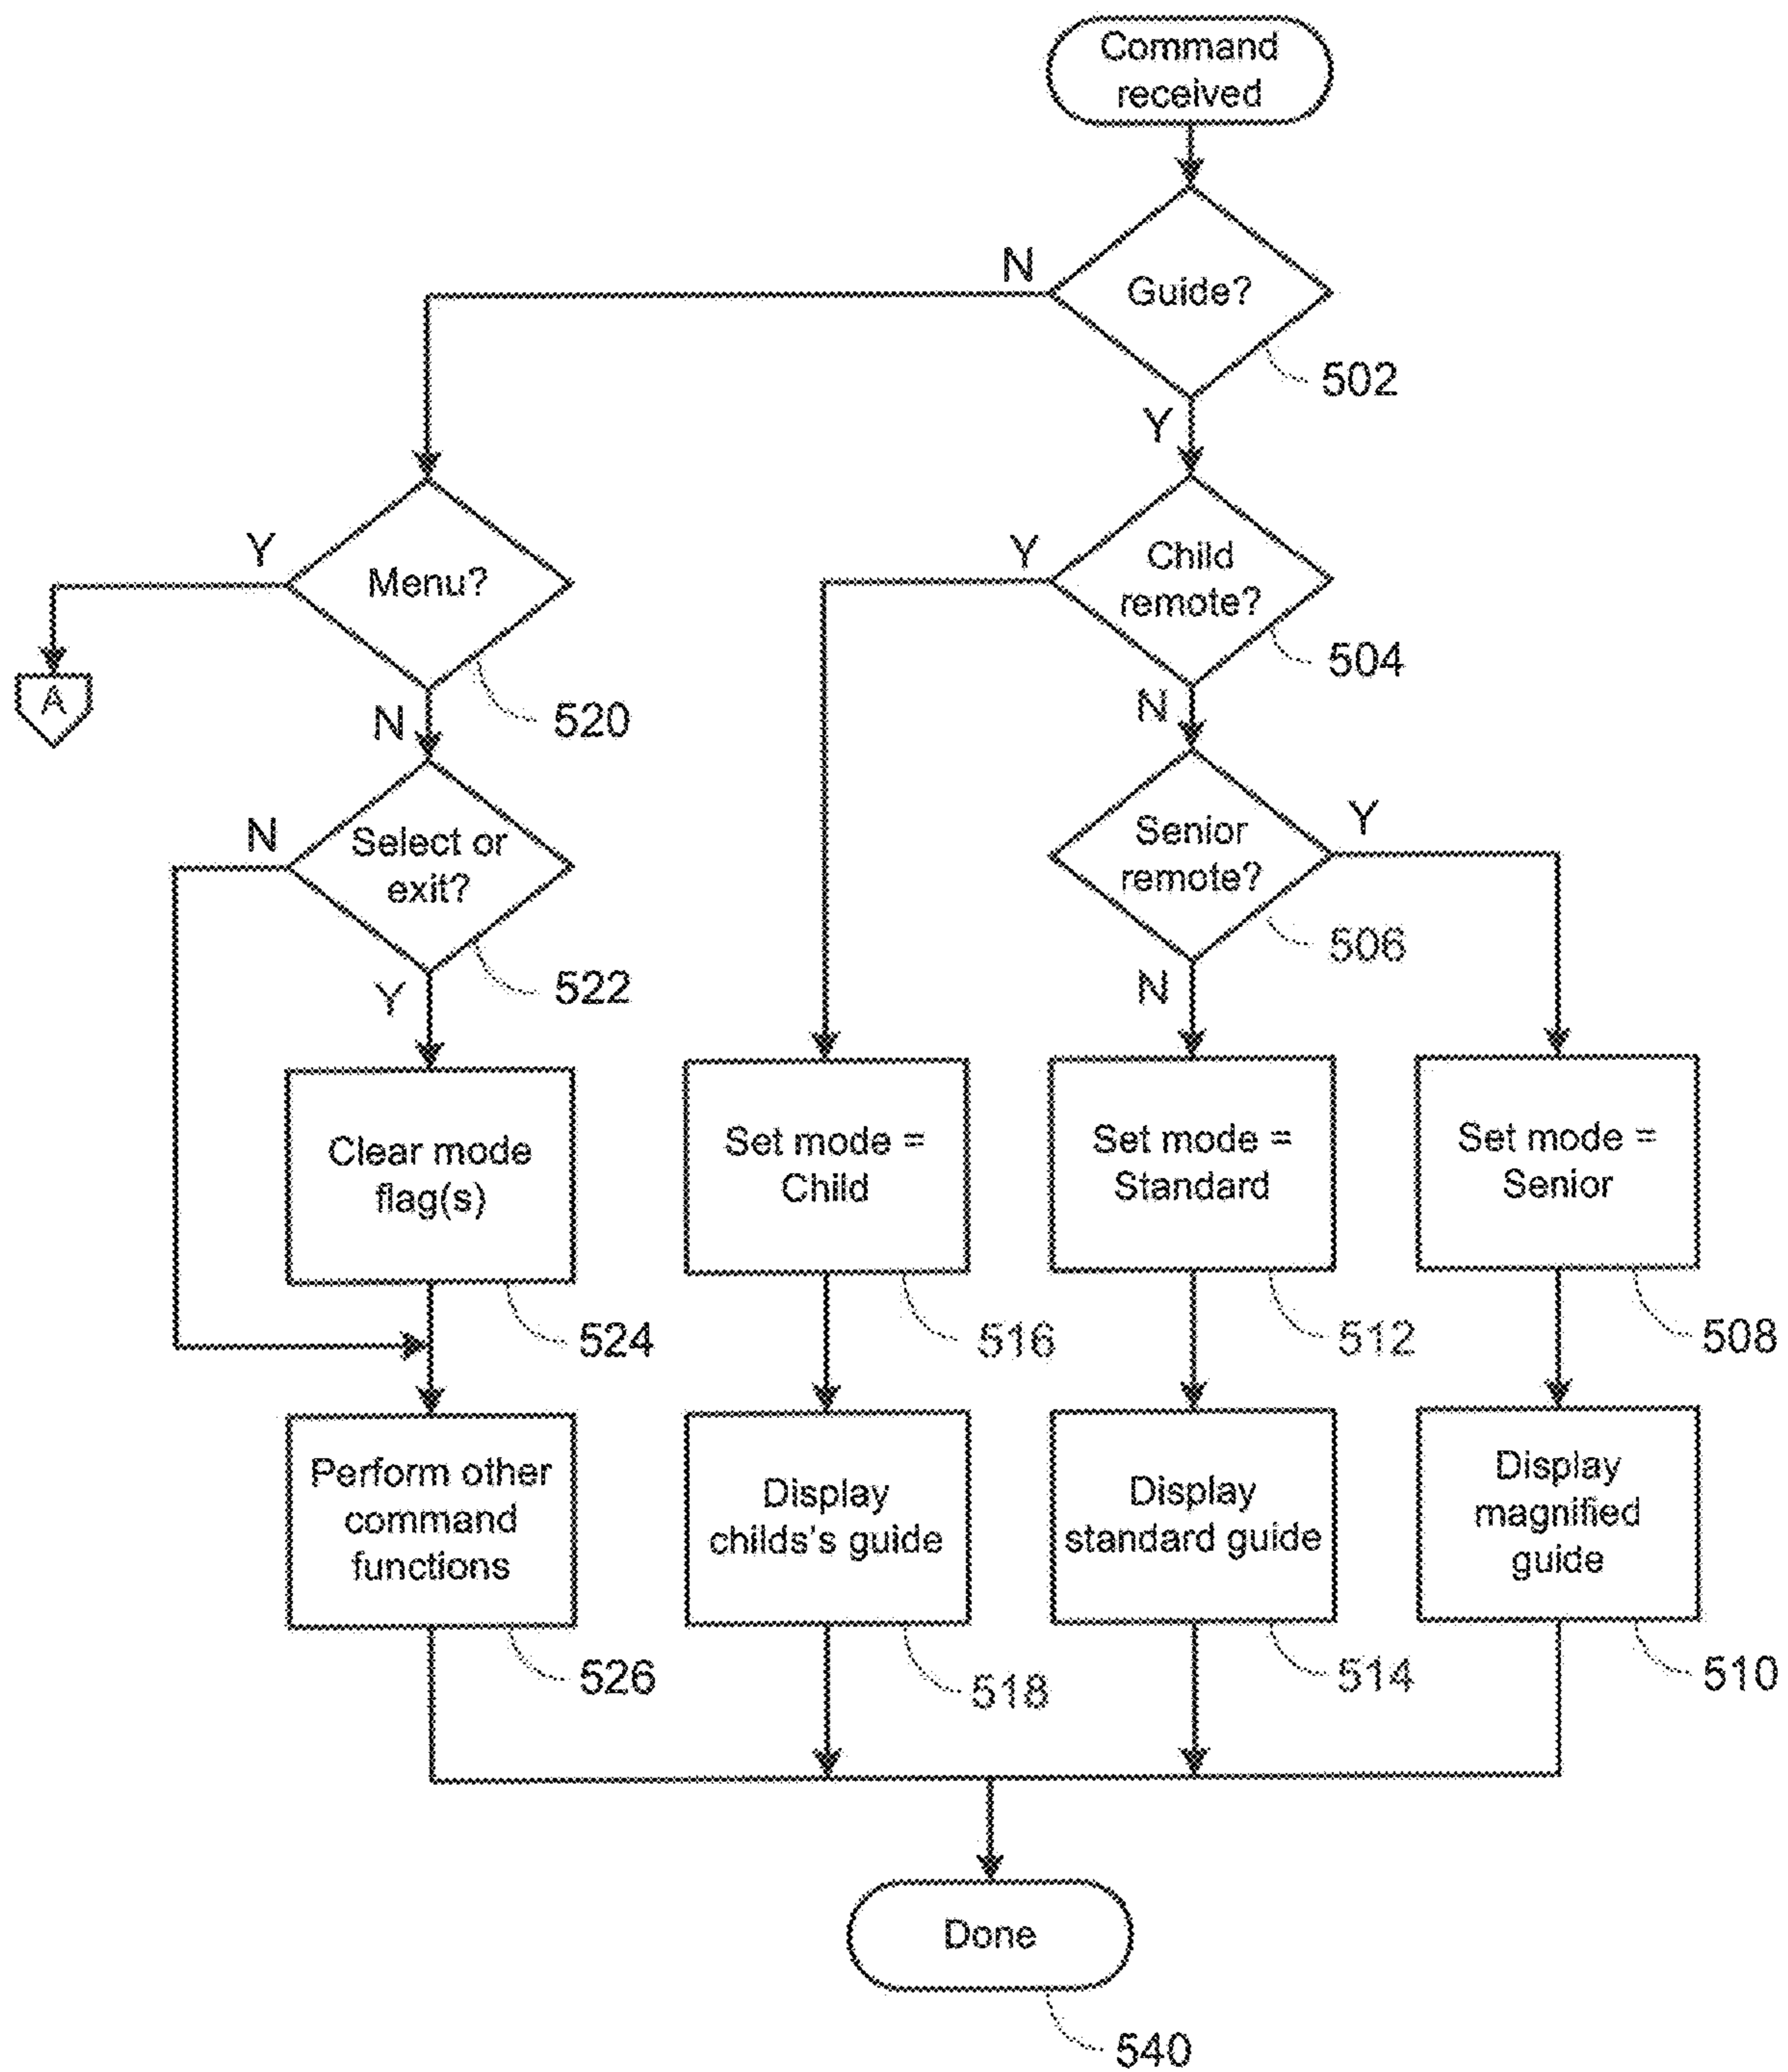 Command
received
N
Guide?
502
Y
Y
Menu?
Y
Child
remote?
504
A
N
520
N
N
Select or
exit?
Senior
remote?
Y
506
Y
522
N
Clear mode
flag(s)
Set mode =
Child
Set mode =
Standard
Set mode =
Senior
524
516
512
508
Perform other
command
functions
Display
childs's guide
Display
standard guide
Display
magnified
guide
526
518
514
510
Done
540